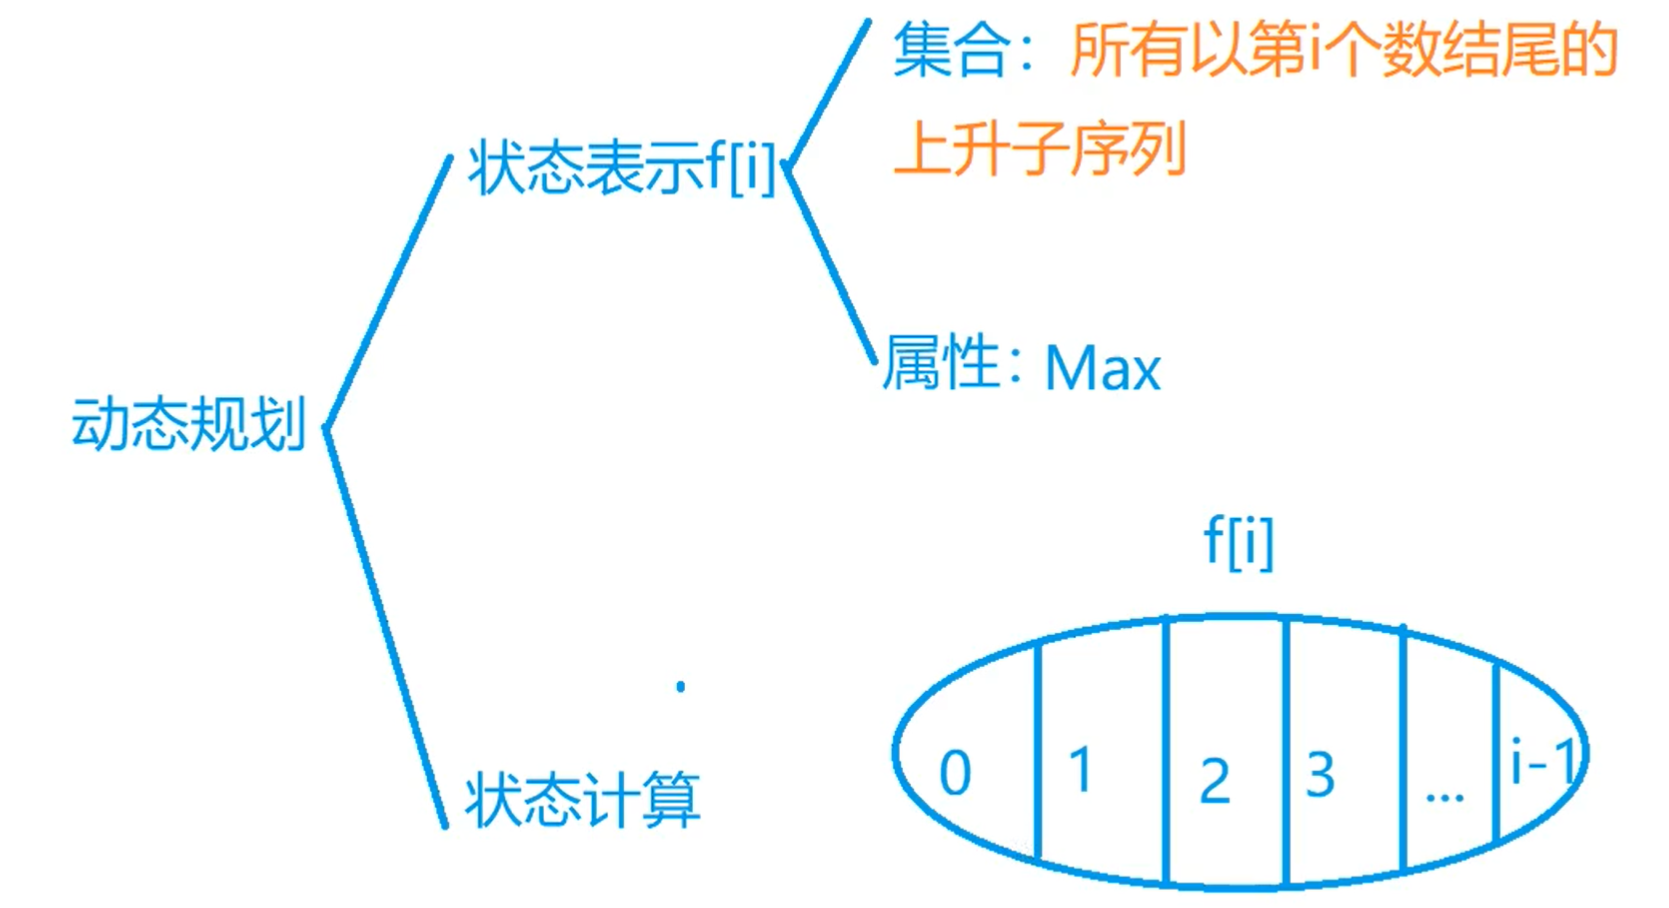 集合：所有以第i个数结尾的
上升子序列
状态表示f[i]
属性：Max
动态规划
f[i]
0 1 2 3 ... i-1
状态计算